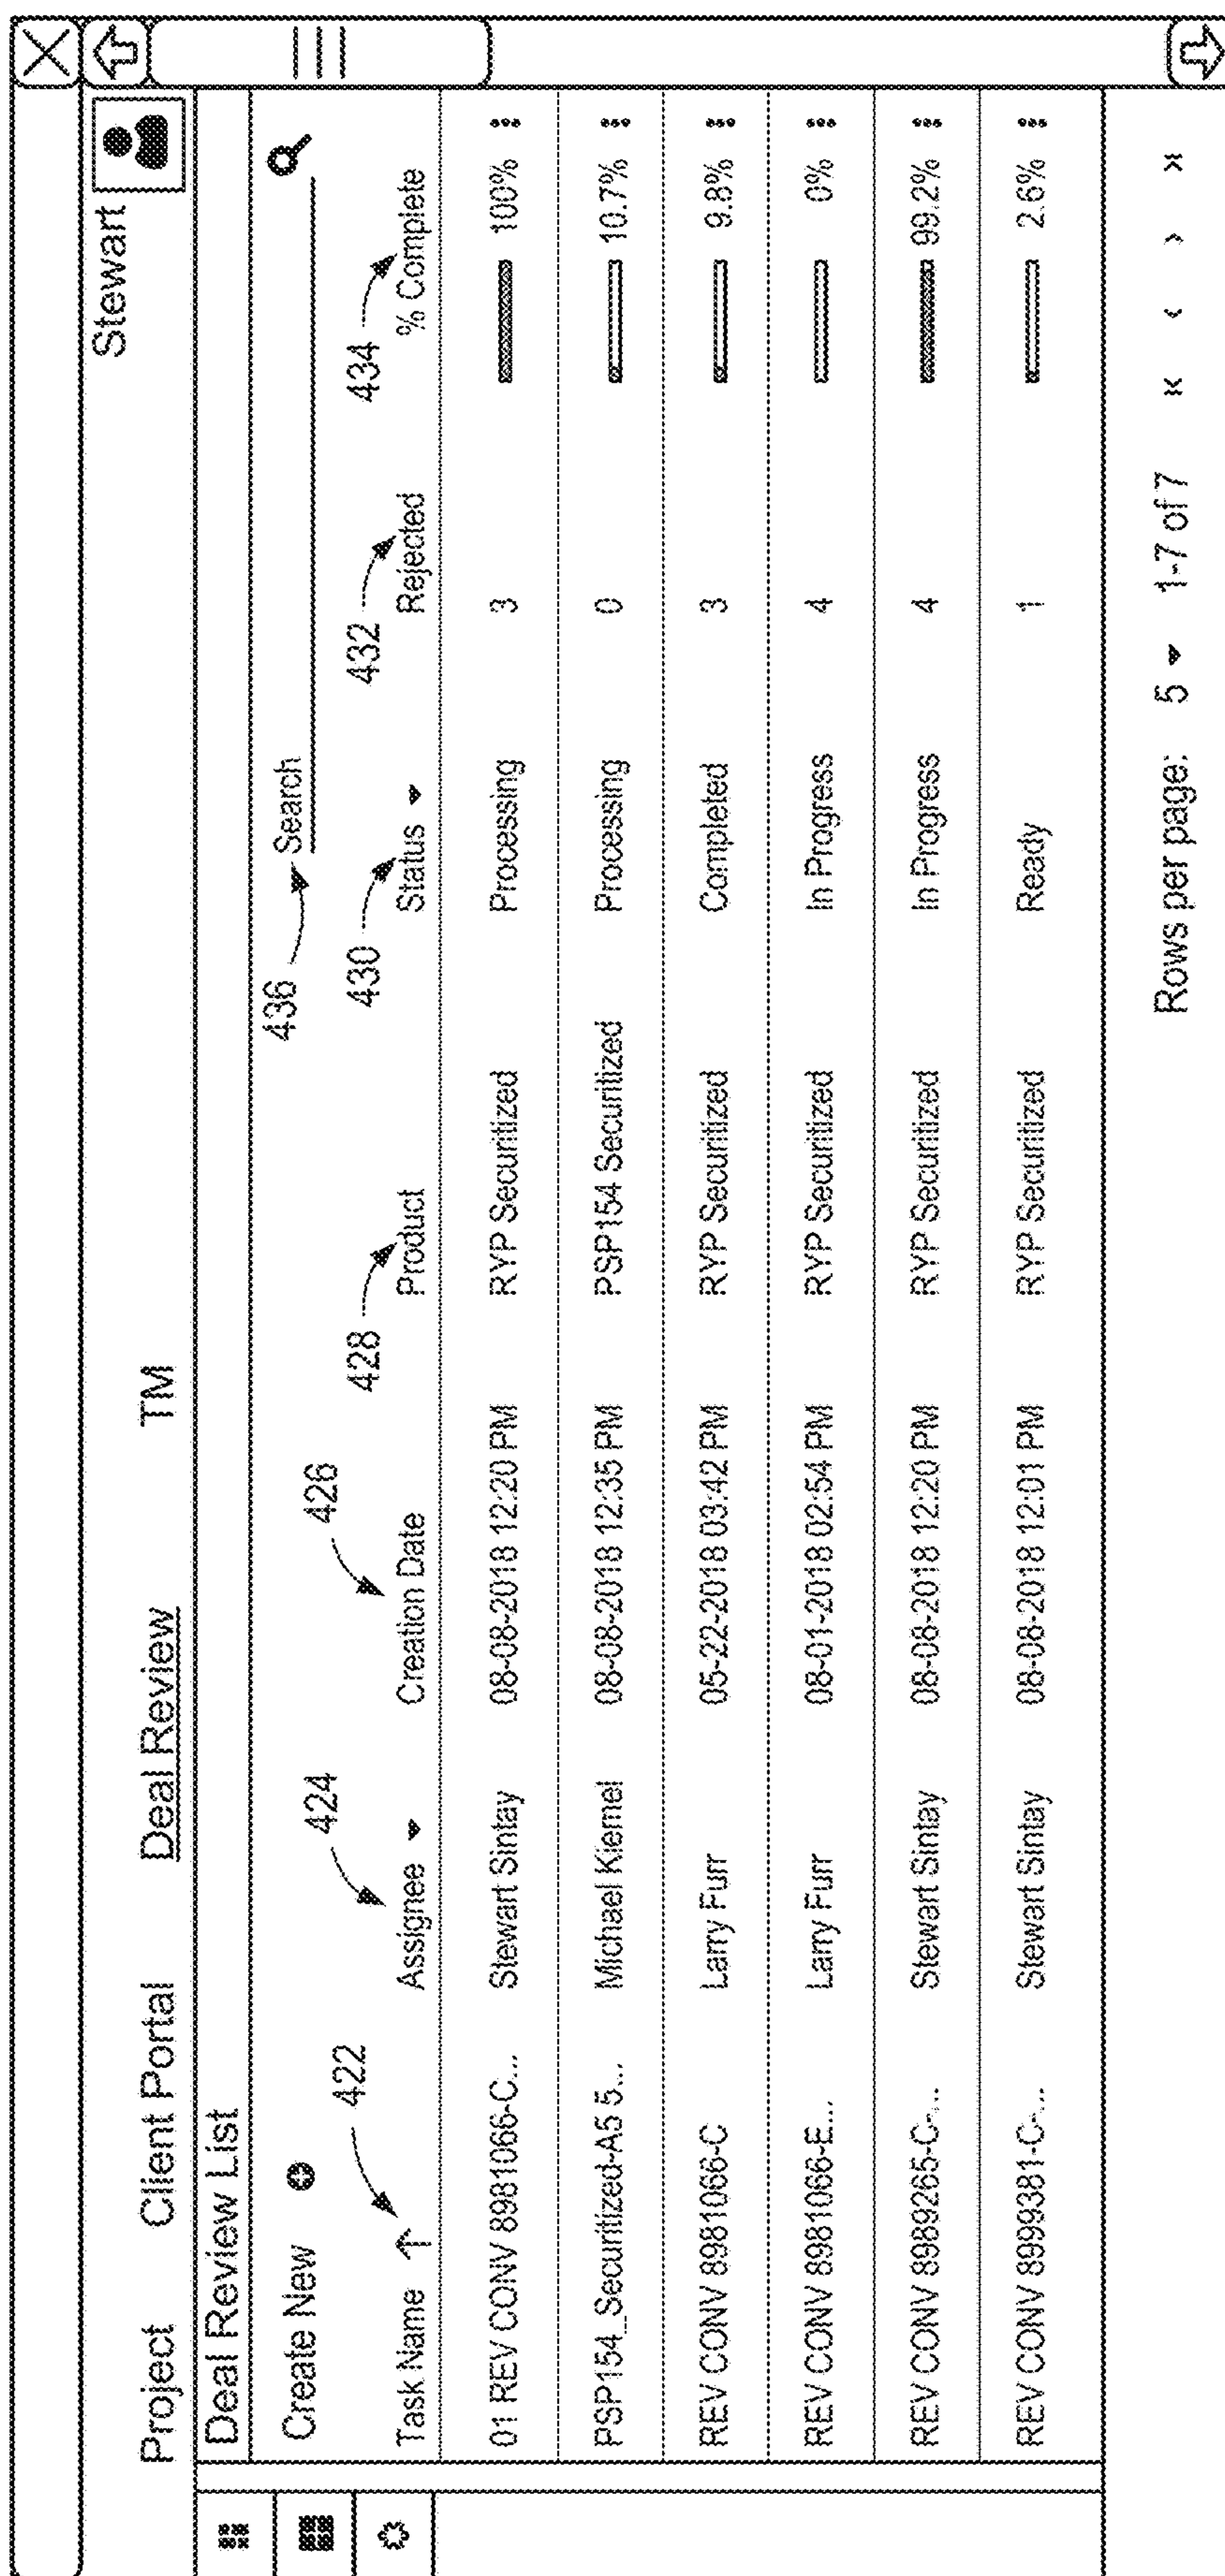 Stewart
Project Client Portal Deal Review TM
Deal Review List
Create New 436 Search
422 424 426 428 430 432 434
Task Name Assignee Creation Date Product Status Rejected % Complete
01 REV CONV 8981066-C... Stewart Sintay 08-08-2018 12:20 PM RYP Securitized Processing 3 100%
PSP154_Securitized-A5 5... Michael Kiemel 08-08-2018 12:35 PM PSP154 Securitized Processing 0 10.7%
REV CONV 8981066-C Larry Furr 05-22-2018 03:42 PM RYP Securitized Completed 3 9.8%
REV CONV 8981066-E... Larry Furr 08-01-2018 02:54 PM RYP Securitized In Progress 4 0%
REV CONV 8989265-C-... Stewart Sintay 08-08-2018 12:20 PM RYP Securitized In Progress 4 99.2%
REV CONV 8999381-C-... Stewart Sintay 08-08-2018 12:01 PM RYP Securitized Ready 1 2.6%
Rows per page: 5 1-7 of 7